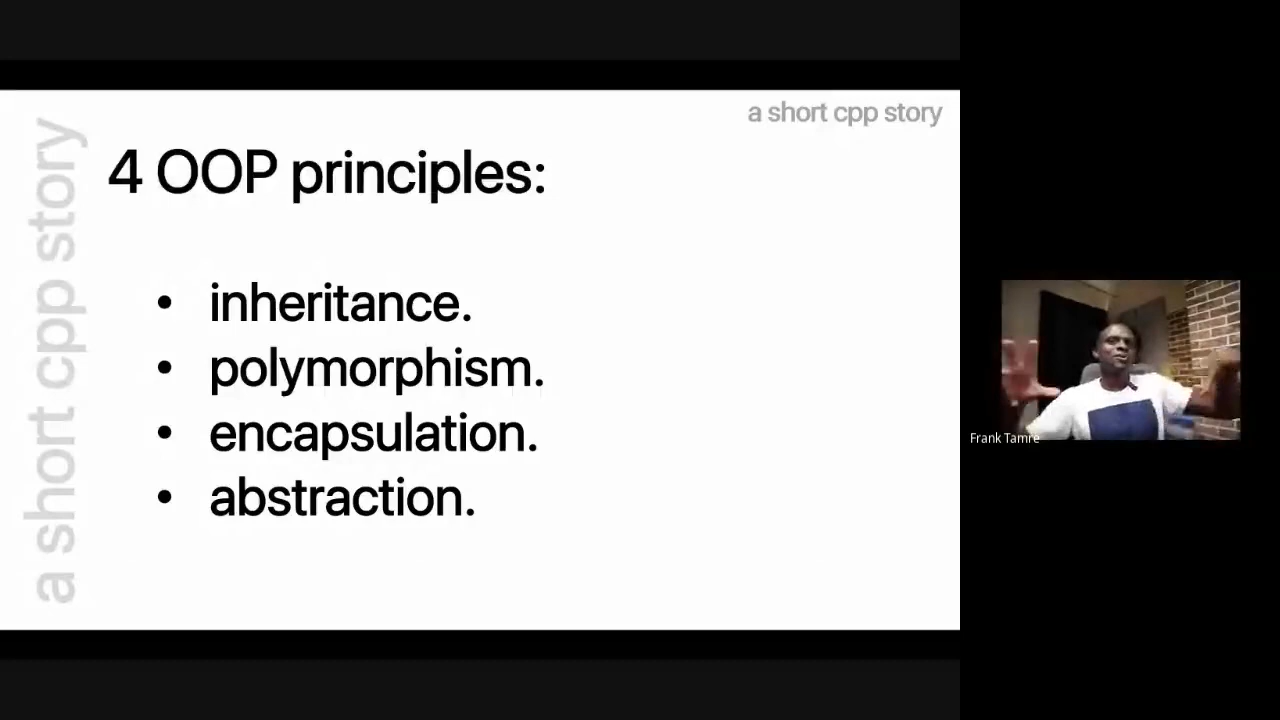 a short cpp story
a short cpp story
4 OOP principles:
• inheritance.
• polymorphism.
• encapsulation.
• abstraction.
Frank Tamre